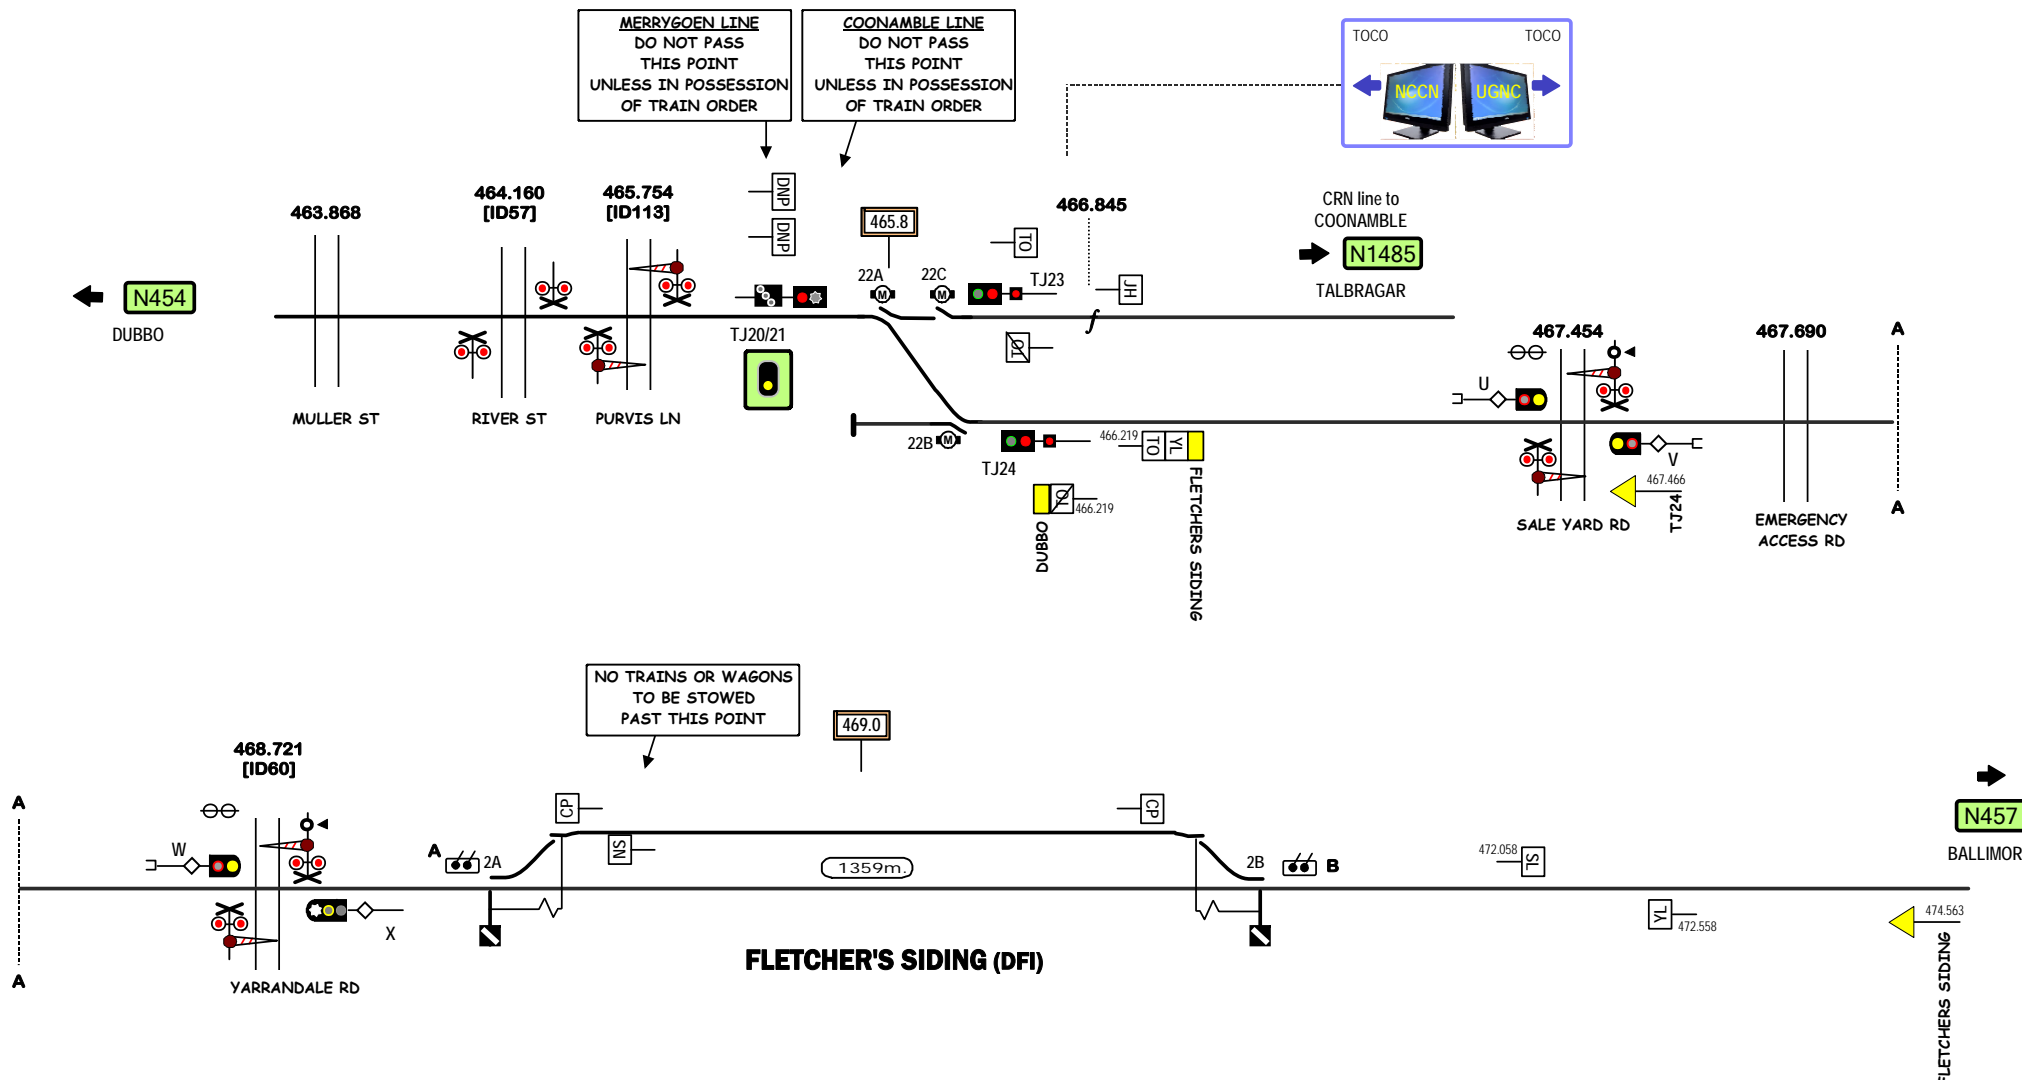 MERRYGOEN LINE
DO NOT PASS
THIS POINT
UNLESS IN POSSESSION
OF TRAIN ORDER
COONAMBLE LINE
DO NOT PASS
THIS POINT
UNLESS IN POSSESSION
OF TRAIN ORDER
TOCO TOCO
NCCN UGNC
463.868
464.160
[ID57]
465.754
[ID113]
DNP
DNP
465.8
TO
466.845
CRN line to
COONAMBLE
N1485
TALBRAGAR
N454
DUBBO
22A
M
22C
M
TJ23
JH
TJ20/21
TO
MULLER ST
RIVER ST
PURVIS LN
22B
M
TJ24
466.219
TO
YL
FLETCHERS SIDING
TO
466.219
DUBBO
467.454
467.690
A
U
V
467.466
TJ24
SALE YARD RD
EMERGENCY
ACCESS RD
A
NO TRAINS OR WAGONS
TO BE STOWED
PAST THIS POINT
469.0
468.721
[ID60]
A
W
X
YARRANDALE RD
A
A
2A
CP
SN
1359m.
CP
2B
B
FLETCHER'S SIDING (DFI)
472.058
SL
YL
472.558
N457
BALLIMOR
474.563
FLETCHERS SIDING